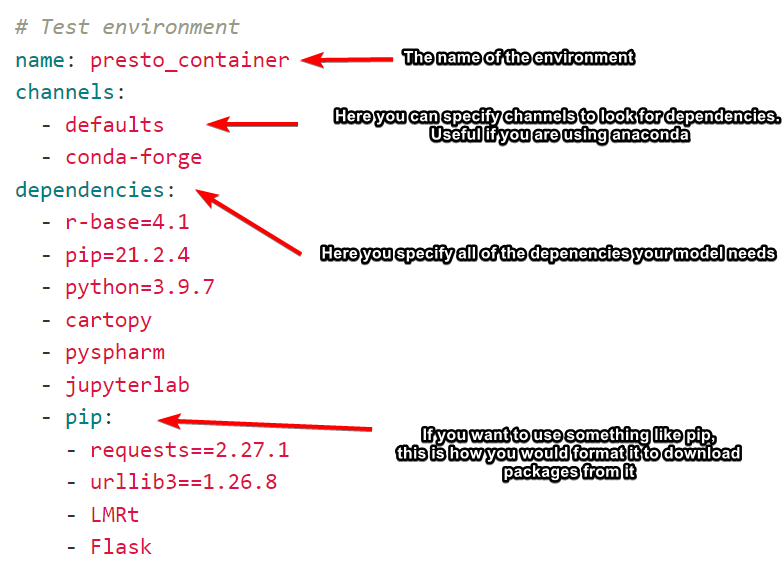 # Test environment
name: presto_container
The name of the environment
channels:
- defaults
Here you can specify channels to look for dependencies.
Useful if you are using anaconda
- conda-forge
dependencies:
- r-base=4.1
- pip=21.2.4
Here you specify all of the depenencies your model needs
- python=3.9.7
- cartopy
- pyspharm
- jupyterlab
- pip:
If you want to use something like pip,
this is how you would format it to download
packages from it
- requests==2.27.1
- urllib3==1.26.8
- LMRt
- Flask